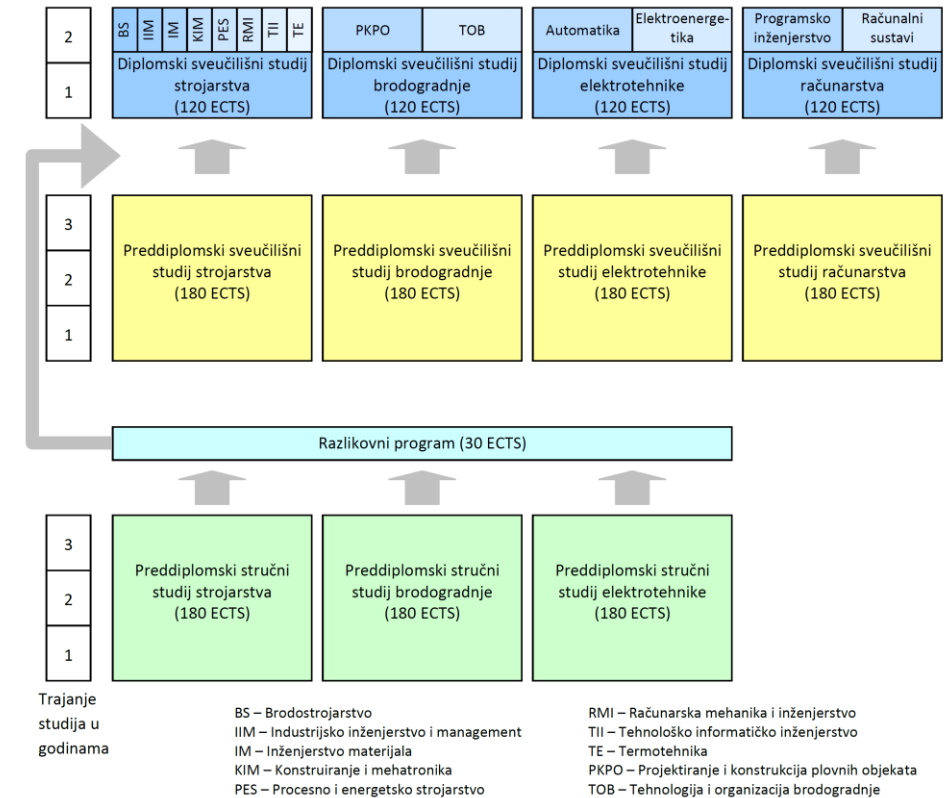 2
1
BS
IIM
IM
KIM
PES
RMI
TII
TE
Diplomski sveučilišni studij
strojarstva
(120 ECTS)
PKPO
TOB
Diplomski sveučilišni studij
brodogradnje
(120 ECTS)
Automatika
Elektroenerge-
tika
Diplomski sveučilišni studij
elektrotehnike
(120 ECTS)
Programsko
inženjerstvo
Računalni
sustavi
Diplomski sveučilišni studij
računarstva
(120 ECTS)
3
2
1
Preddiplomski sveučilišni
studij strojarstva
(180 ECTS)
Preddiplomski sveučilišni
studij brodogradnje
(180 ECTS)
Preddiplomski sveučilišni
studij elektrotehnike
(180 ECTS)
Preddiplomski sveučilišni
studij računarstva
(180 ECTS)
Razlikovni program (30 ECTS)
3
2
1
Preddiplomski stručni
studij strojarstva
(180 ECTS)
Preddiplomski stručni
studij brodogradnje
(180 ECTS)
Preddiplomski stručni
studij elektrotehnike
(180 ECTS)
Trajanje
studija u
godinama
BS – Brodostrojarstvo
IIM – Industrijsko inženjerstvo i management
IM – Inženjerstvo materijala
KIM – Konstruiranje i mehatronika
PES – Procesno i energetsko strojarstvo
RMI – Računarska mehanika i inženjerstvo
TII – Tehnološko informatičko inženjerstvo
TE – Termotehnika
PKPO – Projektiranje i konstrukcija plovnih objekata
TOB – Tehnologija i organizacija brodogradnje